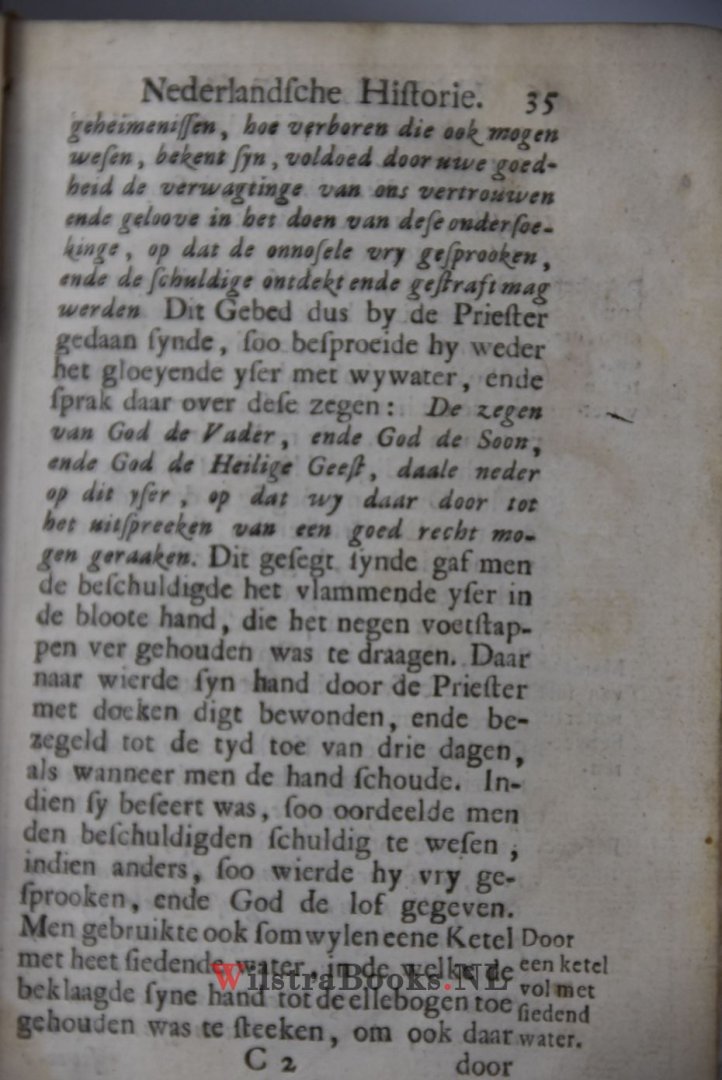 Nederlandſche Hiſtorie. 35
geheimeniſſen, hoe verboren die ook mogen
weſen, bekent ſyn, voldoed door uwe goed-
heid de verwagtinge van ons vertrouwen
ende geloove in het doen van deſe onderſoe-
kinge, op dat de onnoſele vry geſprooken,
ende de ſchuldige ontdekt ende geſtraft mag
werden Dit Gebed dus by de Prieſter
gedaan ſynde, ſoo beſproeide hy weder
het gloeyende yſer met wywater, ende
ſprak daar over deſe zegen: De zegen
van God de Vader, ende God de Soon,
ende God de Heilige Geeſt, daale neder
op dit yſer, op dat wy daar door tot
het uitſpreeken van een goed recht mo-
gen geraaken. Dit geſegt ſynde gaf men
de beſchuldigde het vlammende yſer in
de bloote hand, die het negen voetſtap-
pen ver gehouden was te draagen. Daar
naar wierde ſyn hand door de Prieſter
met doeken digt bewonden, ende be-
zegeld tot de tyd toe van drie dagen,
als wanneer men de hand ſchoude. In-
dien ſy beſeert was, ſoo oordeelde men
den beſchuldigden ſchuldig te weſen,
indien anders, ſoo wierde hy vry ge-
ſprooken, ende God de lof gegeven.
Men gebruikte ook ſomwylen eene Ketel
met heet ſiedende water, in de welke de
beklaagde ſyne hand tot de ellebogen toe
gehouden was te ſteeken, om ook daar
Door
een ketel
vol met
ſiedend
water.
C 2 door
WilstraBooks.NL